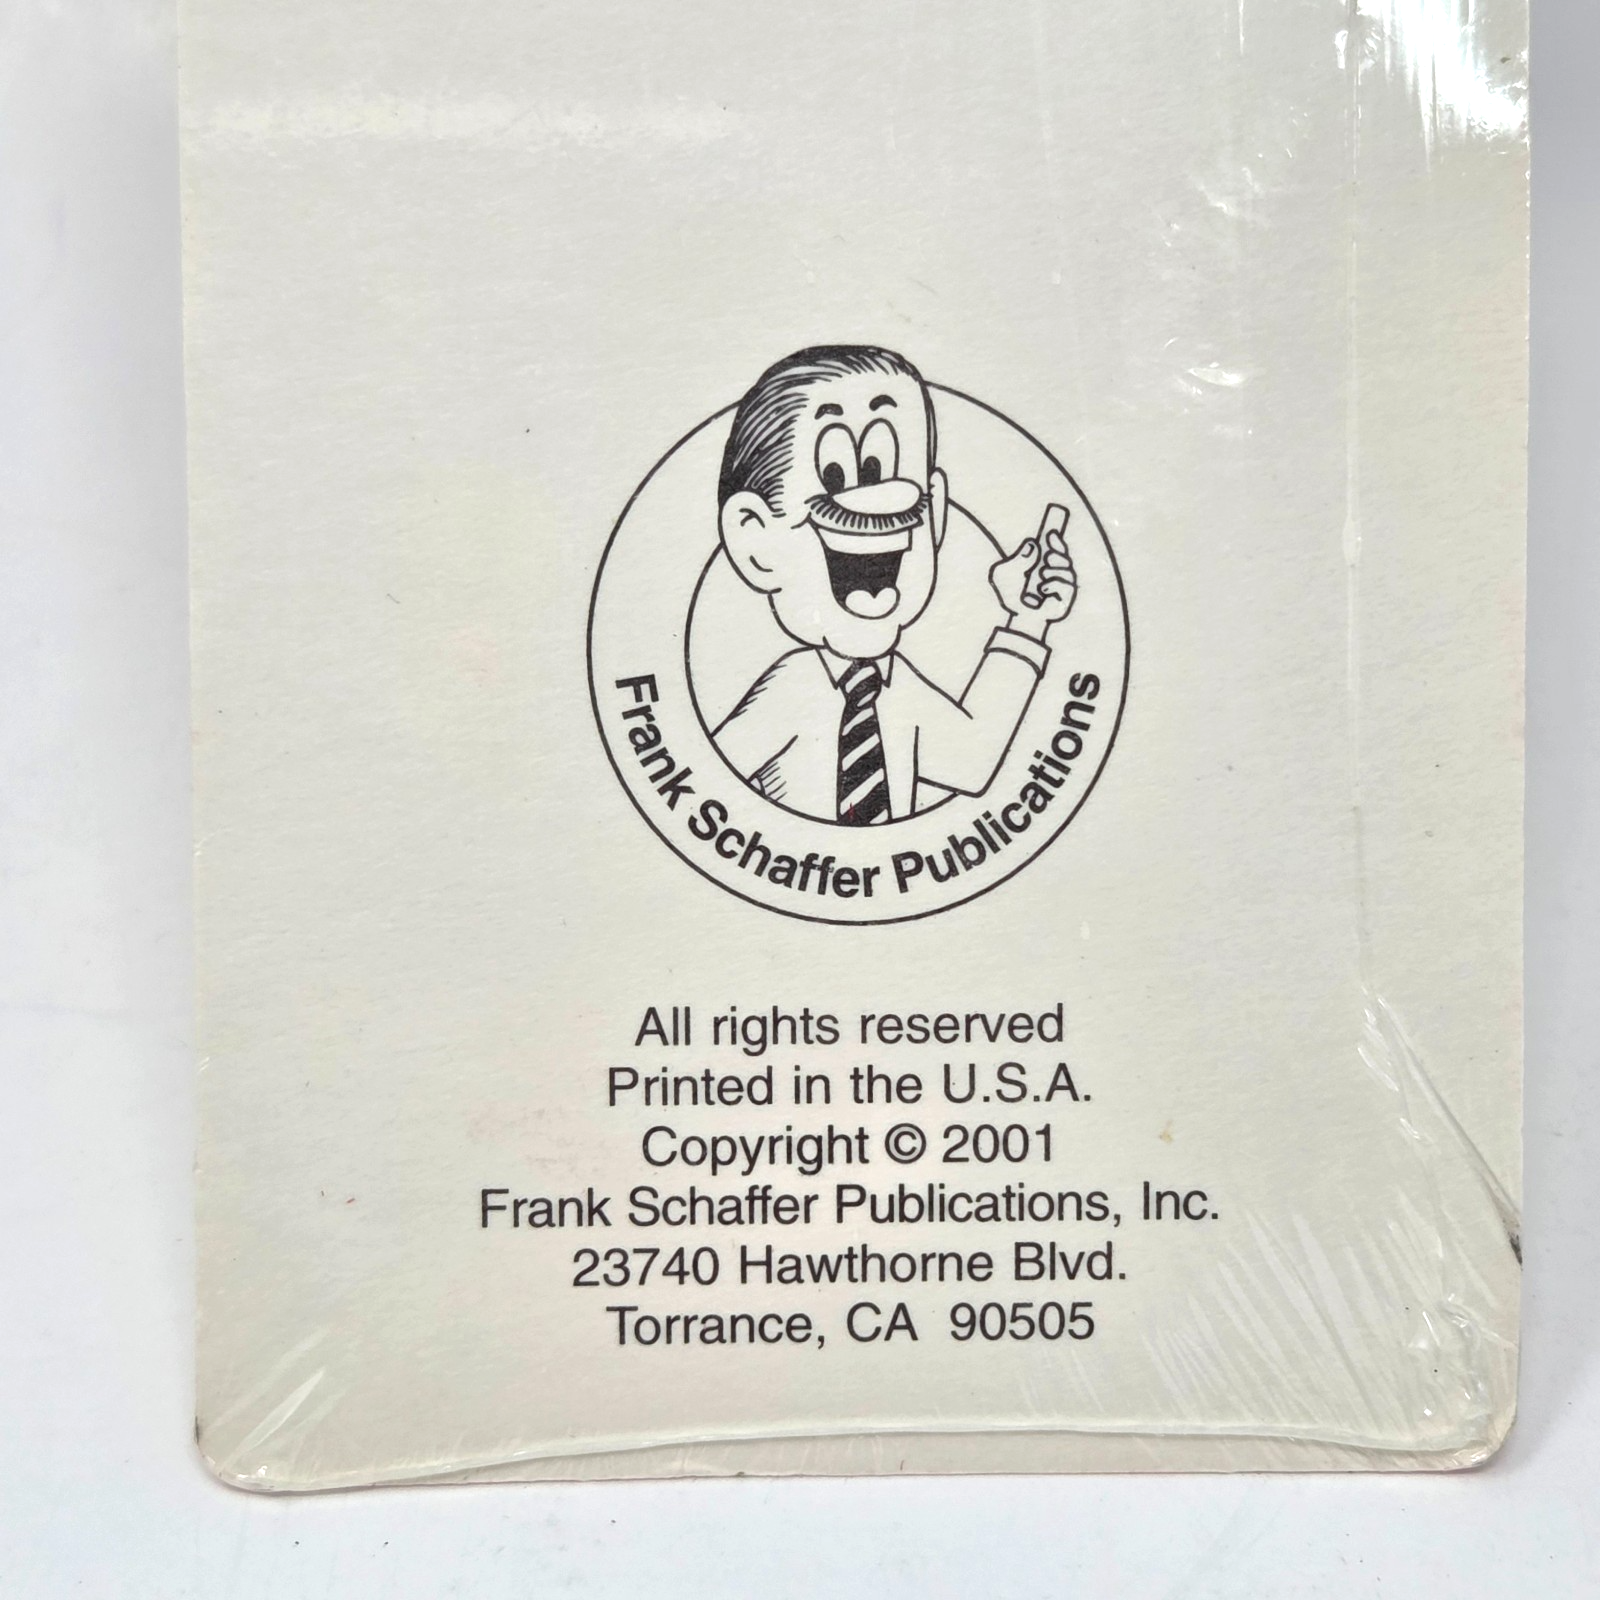 Frank Schaffer Publications
All rights reserved
Printed in the U.S.A.
Copyright © 2001
Frank Schaffer Publications, Inc.
23740 Hawthorne Blvd.
Torrance, CA 90505